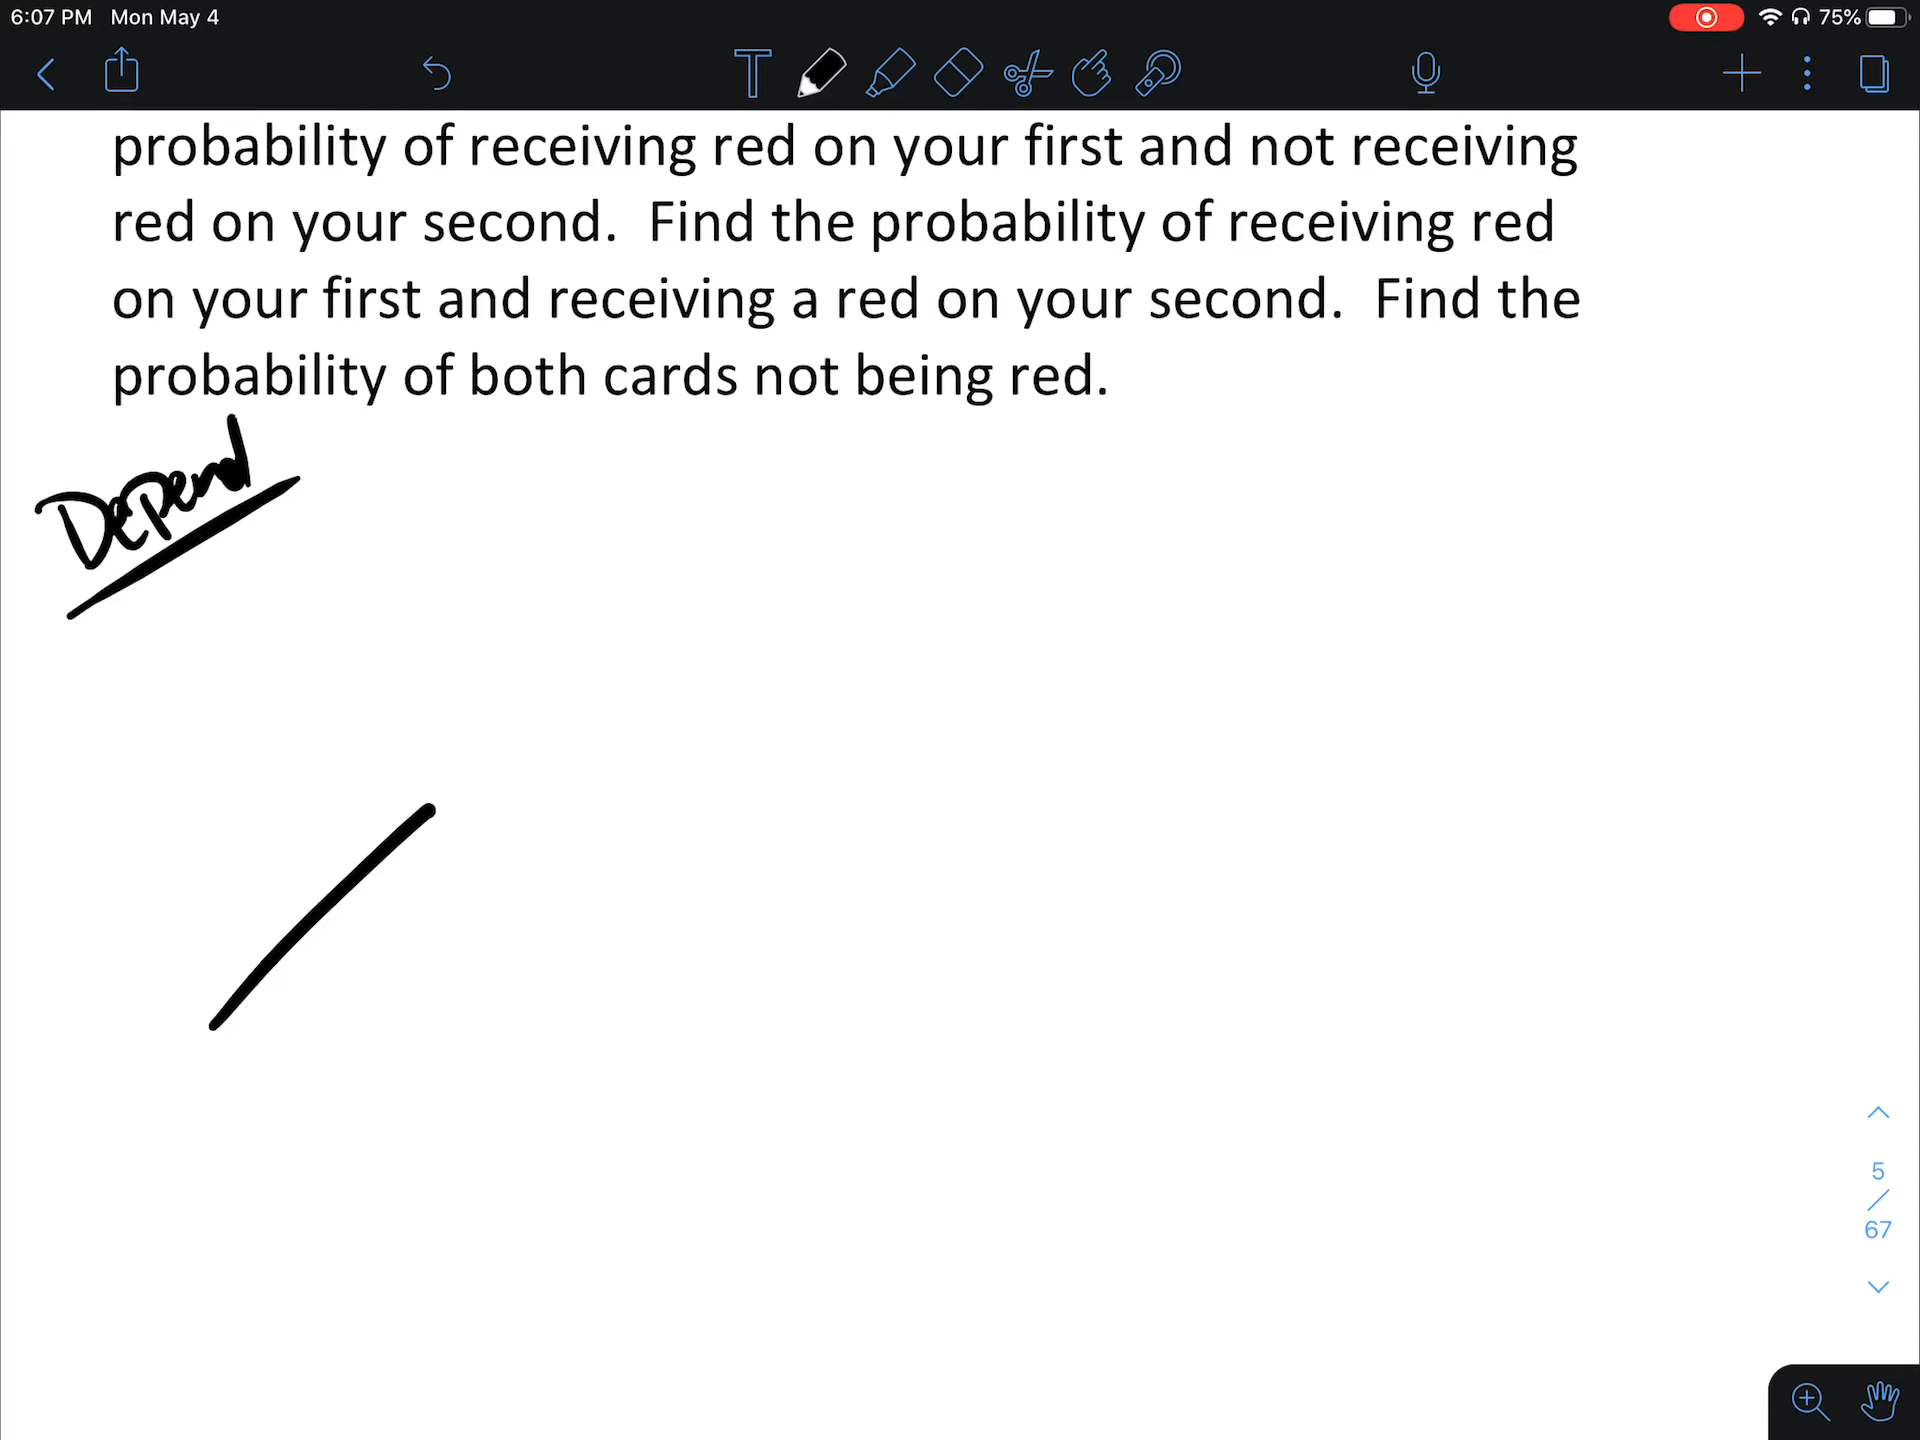 6:07 PM Mon May 4
75%
probability of receiving red on your first and not receiving
red on your second. Find the probability of receiving red
on your first and receiving a red on your second. Find the
probability of both cards not being red.
Depend
5
/
67